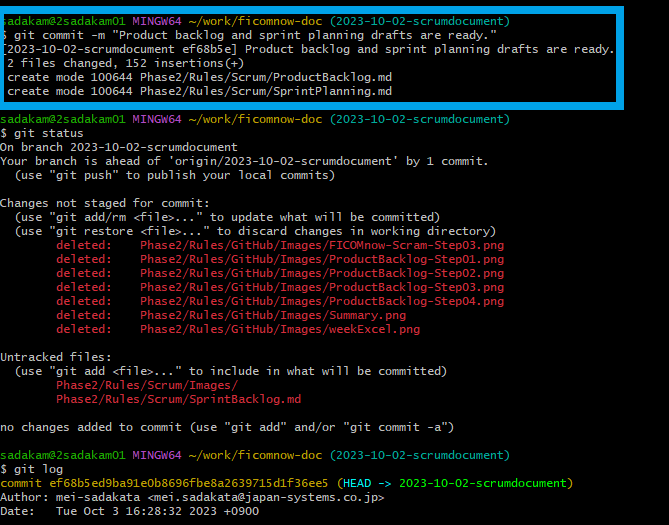 sadakam@2sadakam01 MINGW64 ~/work/ficomnow-doc (2023-10-02-scrumdocument)
$ git commit -m "Product backlog and sprint planning drafts are ready."
[2023-10-02-scrumdocument ef68b5e] Product backlog and sprint planning drafts are ready.
 2 files changed, 152 insertions(+)
 create mode 100644 Phase2/Rules/Scrum/ProductBacklog.md
 create mode 100644 Phase2/Rules/Scrum/SprintPlanning.md
sadakam@2sadakam01 MINGW64 ~/work/ficomnow-doc (2023-10-02-scrumdocument)
$ git status
On branch 2023-10-02-scrumdocument
Your branch is ahead of 'origin/2023-10-02-scrumdocument' by 1 commit.
  (use "git push" to publish your local commits)
Changes not staged for commit:
  (use "git add/rm <file>..." to update what will be committed)
  (use "git restore <file>..." to discard changes in working directory)
        deleted:    Phase2/Rules/GitHub/Images/FICOMnow-Scram-Step03.png
        deleted:    Phase2/Rules/GitHub/Images/ProductBacklog-Step01.png
        deleted:    Phase2/Rules/GitHub/Images/ProductBacklog-Step02.png
        deleted:    Phase2/Rules/GitHub/Images/ProductBacklog-Step03.png
        deleted:    Phase2/Rules/GitHub/Images/ProductBacklog-Step04.png
        deleted:    Phase2/Rules/GitHub/Images/Summary.png
        deleted:    Phase2/Rules/GitHub/Images/weekExcel.png
Untracked files:
  (use "git add <file>..." to include in what will be committed)
        Phase2/Rules/Scrum/Images/
        Phase2/Rules/Scrum/SprintBacklog.md
no changes added to commit (use "git add" and/or "git commit -a")
sadakam@2sadakam01 MINGW64 ~/work/ficomnow-doc (2023-10-02-scrumdocument)
$ git log
commit ef68b5ed9ba91e0b8696fbe8a2639715d1f36ee5 (HEAD -> 2023-10-02-scrumdocument)
Author: mei-sadakata <mei.sadakata@japan-systems.co.jp>
Date:   Tue Oct 3 16:28:32 2023 +0900